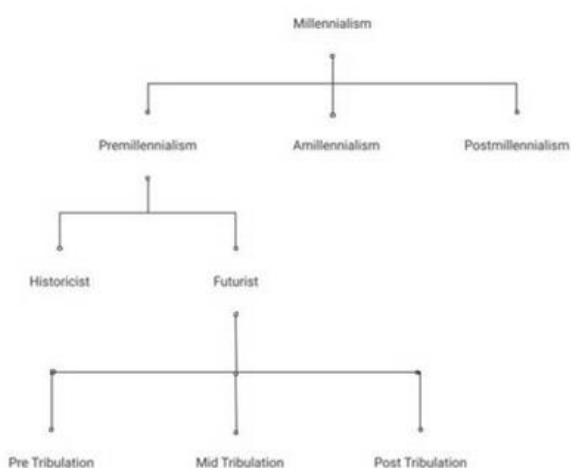 Millennialism
Premillennialism
Amillennialism
Postmillennialism
Historicist
Futurist
Pre Tribulation
Mid Tribulation
Post Tribulation